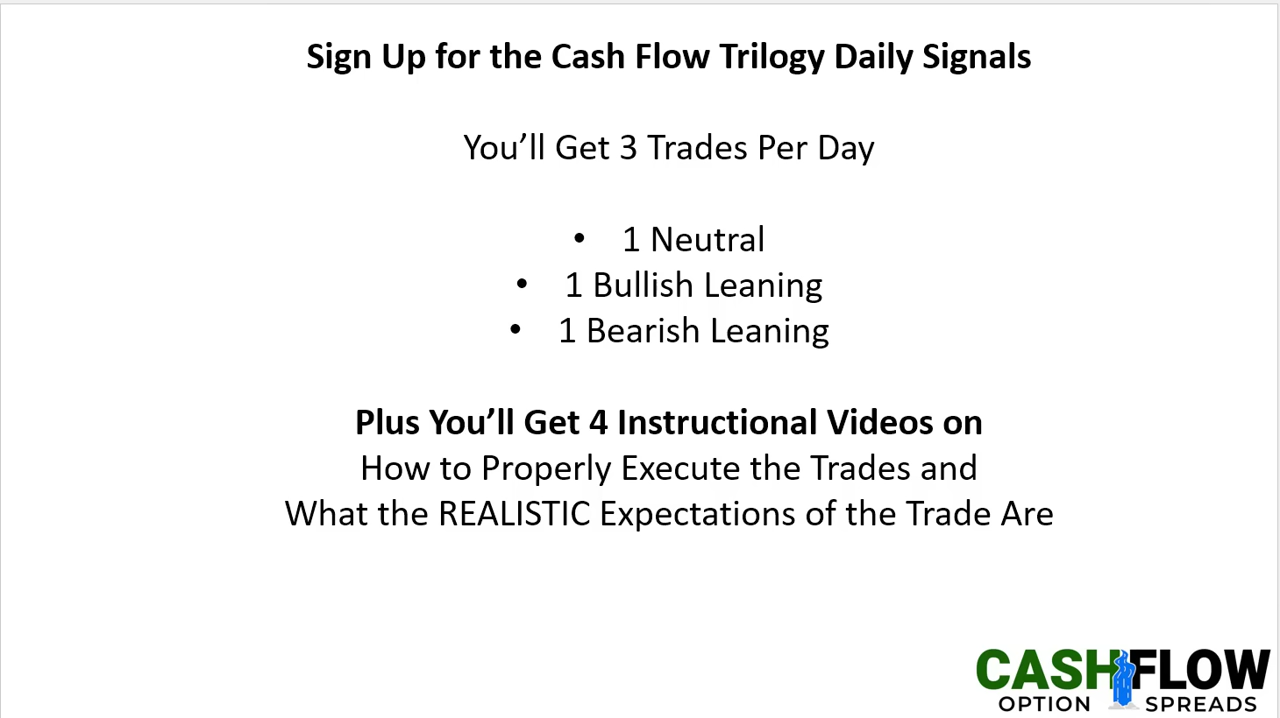 Sign Up for the Cash Flow Trilogy Daily Signals
You’ll Get 3 Trades Per Day
• 1 Neutral
• 1 Bullish Leaning
• 1 Bearish Leaning
Plus You’ll Get 4 Instructional Videos on
How to Properly Execute the Trades and
What the REALISTIC Expectations of the Trade Are
CASH FLOW
OPTION SPREADS